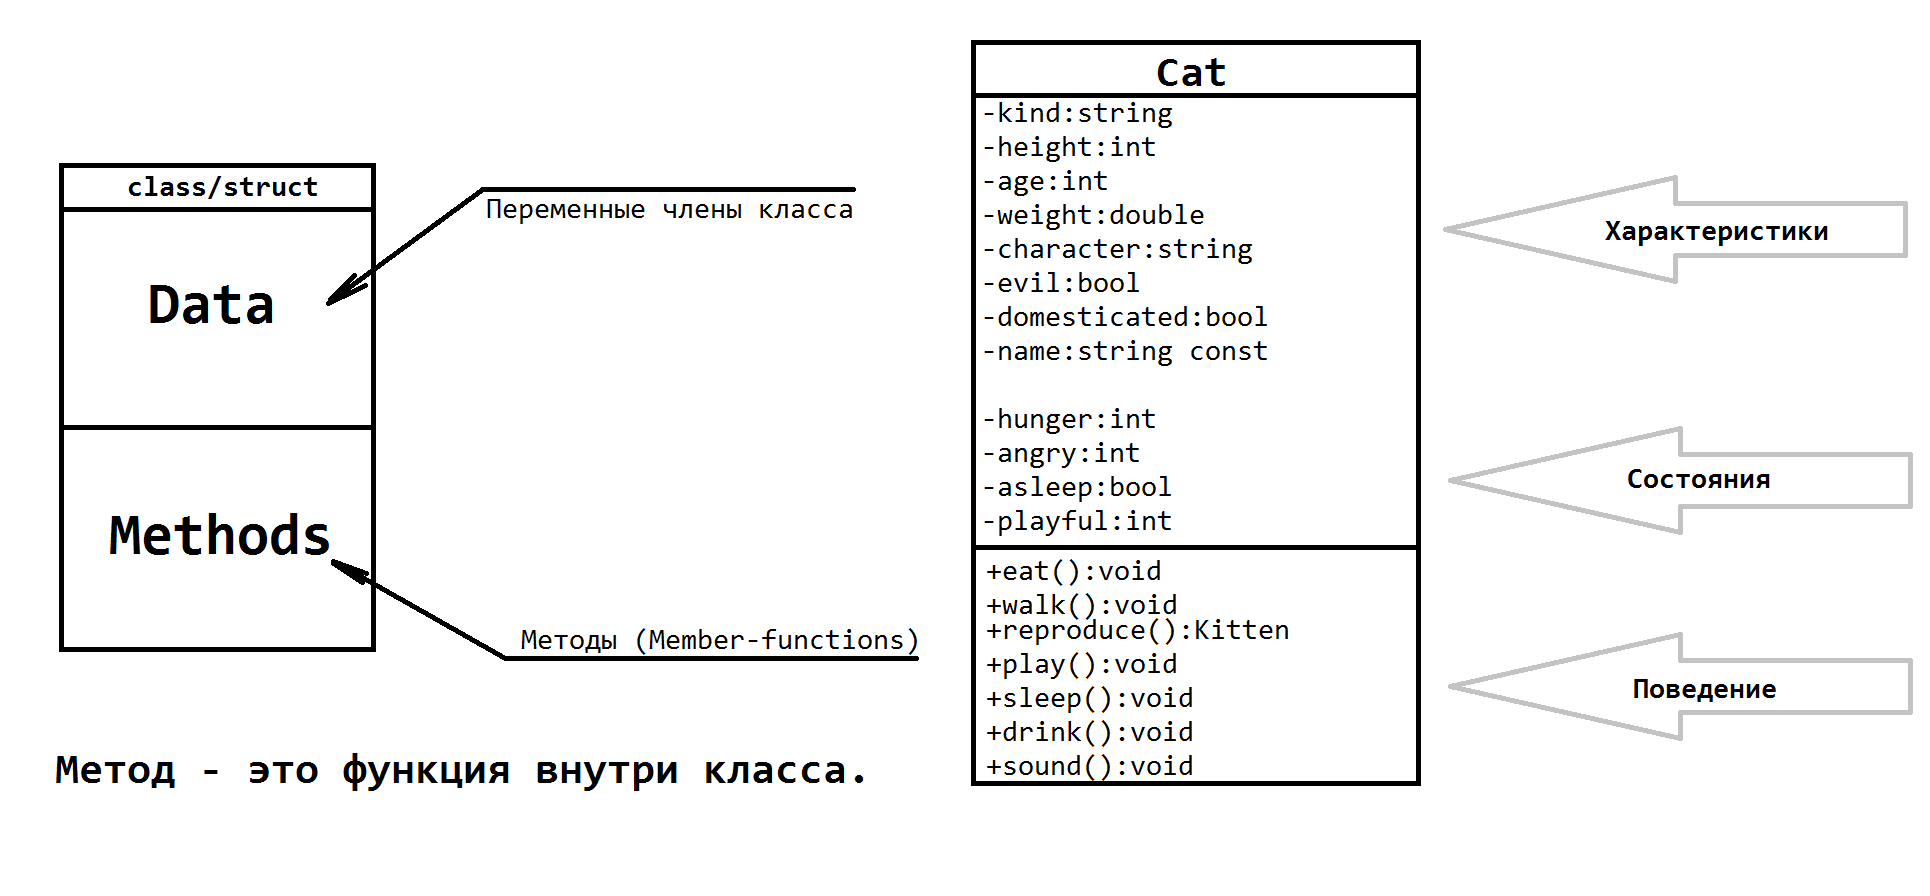 class/struct
Data
Methods
Переменные члены класса
Методы (Member-functions)
Метод - это функция внутри класса.
Cat
-kind:string
-height:int
-age:int
-weight:double
-character:string
-evil:bool
-domesticated:bool
-name:string const
-hunger:int
-angry:int
-asleep:bool
-playful:int
+eat():void
+walk():void
+reproduce():Kitten
+play():void
+sleep():void
+drink():void
+sound():void
Характеристики
Состояния
Поведение